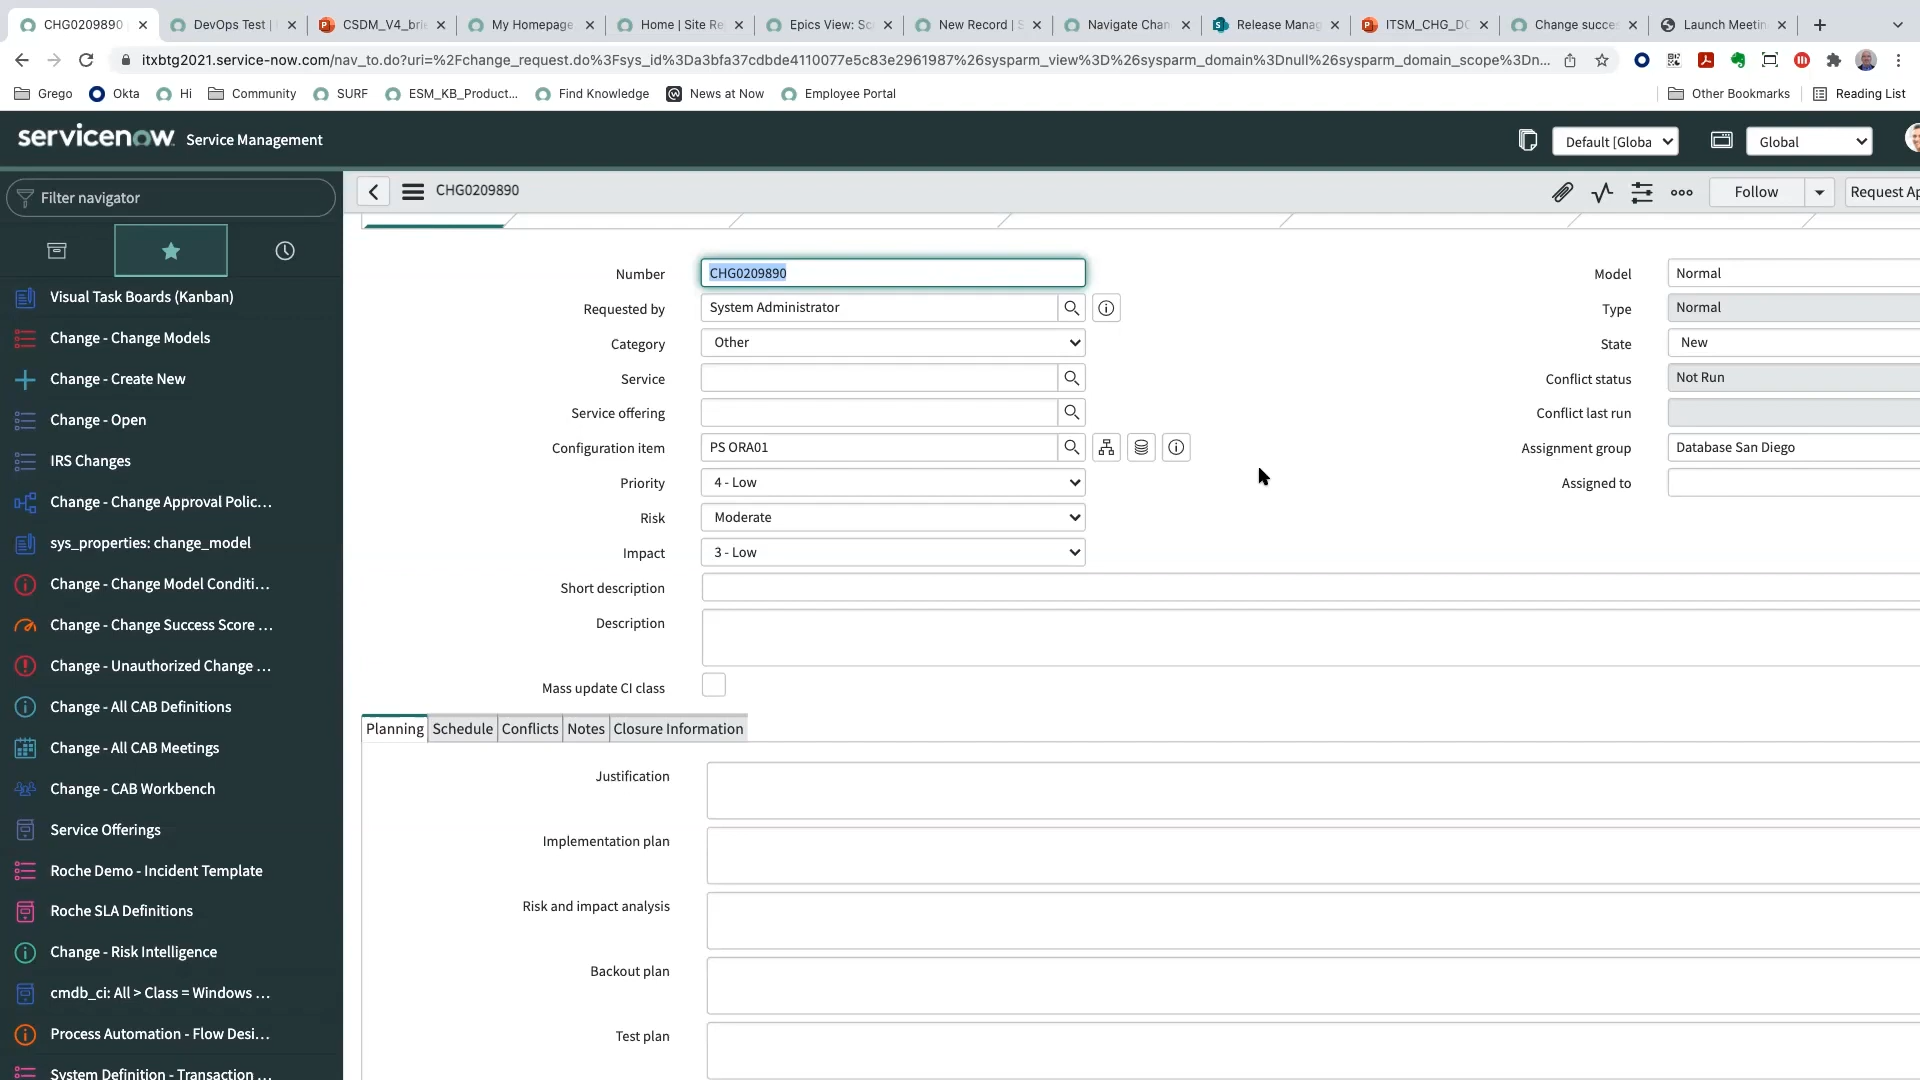 CHG0209890
DevOps Test |
CSDM_V4_brie
My Homepage
Home | Site Re
Epics View: Sc
New Record | S
Navigate Chan
Release Manag
ITSM_CHG_DO
Change succes
Launch Meetin
itxbtg2021.service-now.com/nav_to.do?uri=%2Fchange_request.do%3Fsys_id%3Da3bfa37cdbde4110077e5c83e2961987%26sysparm_view%3D%26sysparm_domain%3Dnull%26sysparm_domain_scope%3Dn...
Grego
Okta
Hi
Community
SURF
ESM_KB_Product...
Find Knowledge
News at Now
Employee Portal
Other Bookmarks
Reading List
servicenow Service Management
Default [Globa
Global
Filter navigator
CHG0209890
Follow
Request Ap
Visual Task Boards (Kanban)
Change - Change Models
Change - Create New
Change - Open
IRS Changes
Change - Change Approval Polic...
sys_properties: change_model
Change - Change Model Conditi...
Change - Change Success Score ...
Change - Unauthorized Change ...
Change - All CAB Definitions
Change - All CAB Meetings
Change - CAB Workbench
Service Offerings
Roche Demo - Incident Template
Roche SLA Definitions
Change - Risk Intelligence
cmdb_ci: All > Class = Windows ...
Process Automation - Flow Desi...
System Definition - Transaction ...
Number CHG0209890
Requested by System Administrator
Category Other
Service
Service offering
Configuration item PS ORA01
Priority 4 - Low
Risk Moderate
Impact 3 - Low
Short description
Description
Mass update CI class
Model Normal
Type Normal
State New
Conflict status Not Run
Conflict last run
Assignment group Database San Diego
Assigned to
Planning Schedule Conflicts Notes Closure Information
Justification
Implementation plan
Risk and impact analysis
Backout plan
Test plan